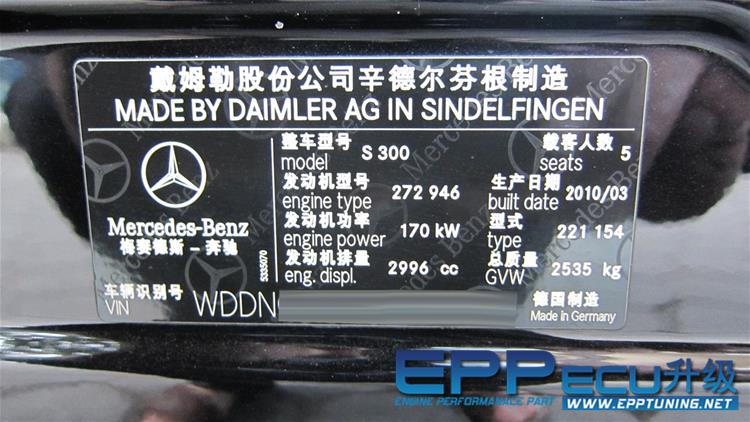 戴姆勒股份公司辛德尔芬根制造
MADE BY DAIMLER AG IN SINDELFINGEN
整车型号 载客人数
model S 300 seats 5
发动机型号 生产日期
engine type 272 946 built date 2010/03
发动机功率 型式
engine power 170 kW type 221 154
发动机排量 总质量
eng. displ. 2996 cc GVW 2535 kg
Mercedes-Benz
梅赛德斯－奔驰
S335070
车辆识别号 德国制造
VIN WDDN Made in Germany
EPP ECU升级
ENGINE PERFORMANAKE PART
WWW.EPPTUNING.NET